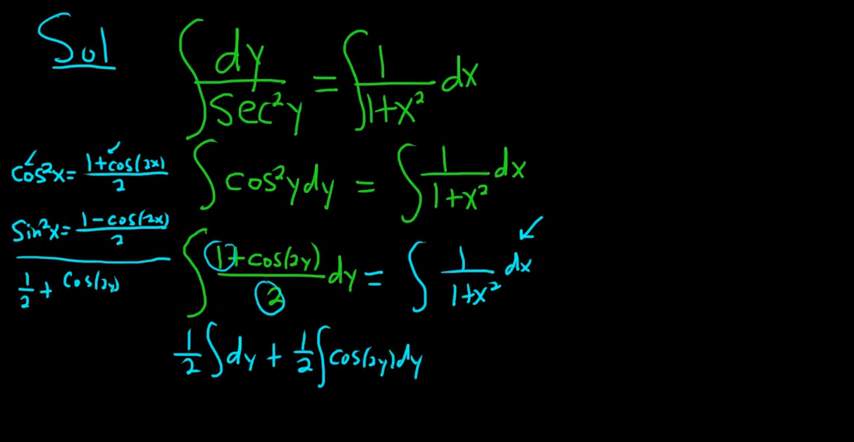 Sol
∫ dy/sec²y = ∫ 1/(1+x²) dx
cos²x = (1+cos(2x))/2
∫ cos²y dy = ∫ 1/(1+x²) dx
sin²x = (1-cos(2x))/2
∫ (1+cos(2y))/2 dy = ∫ 1/(1+x²) dx
1/2 + cos(2y)
1/2 ∫ dy + 1/2 ∫ cos(2y) dy